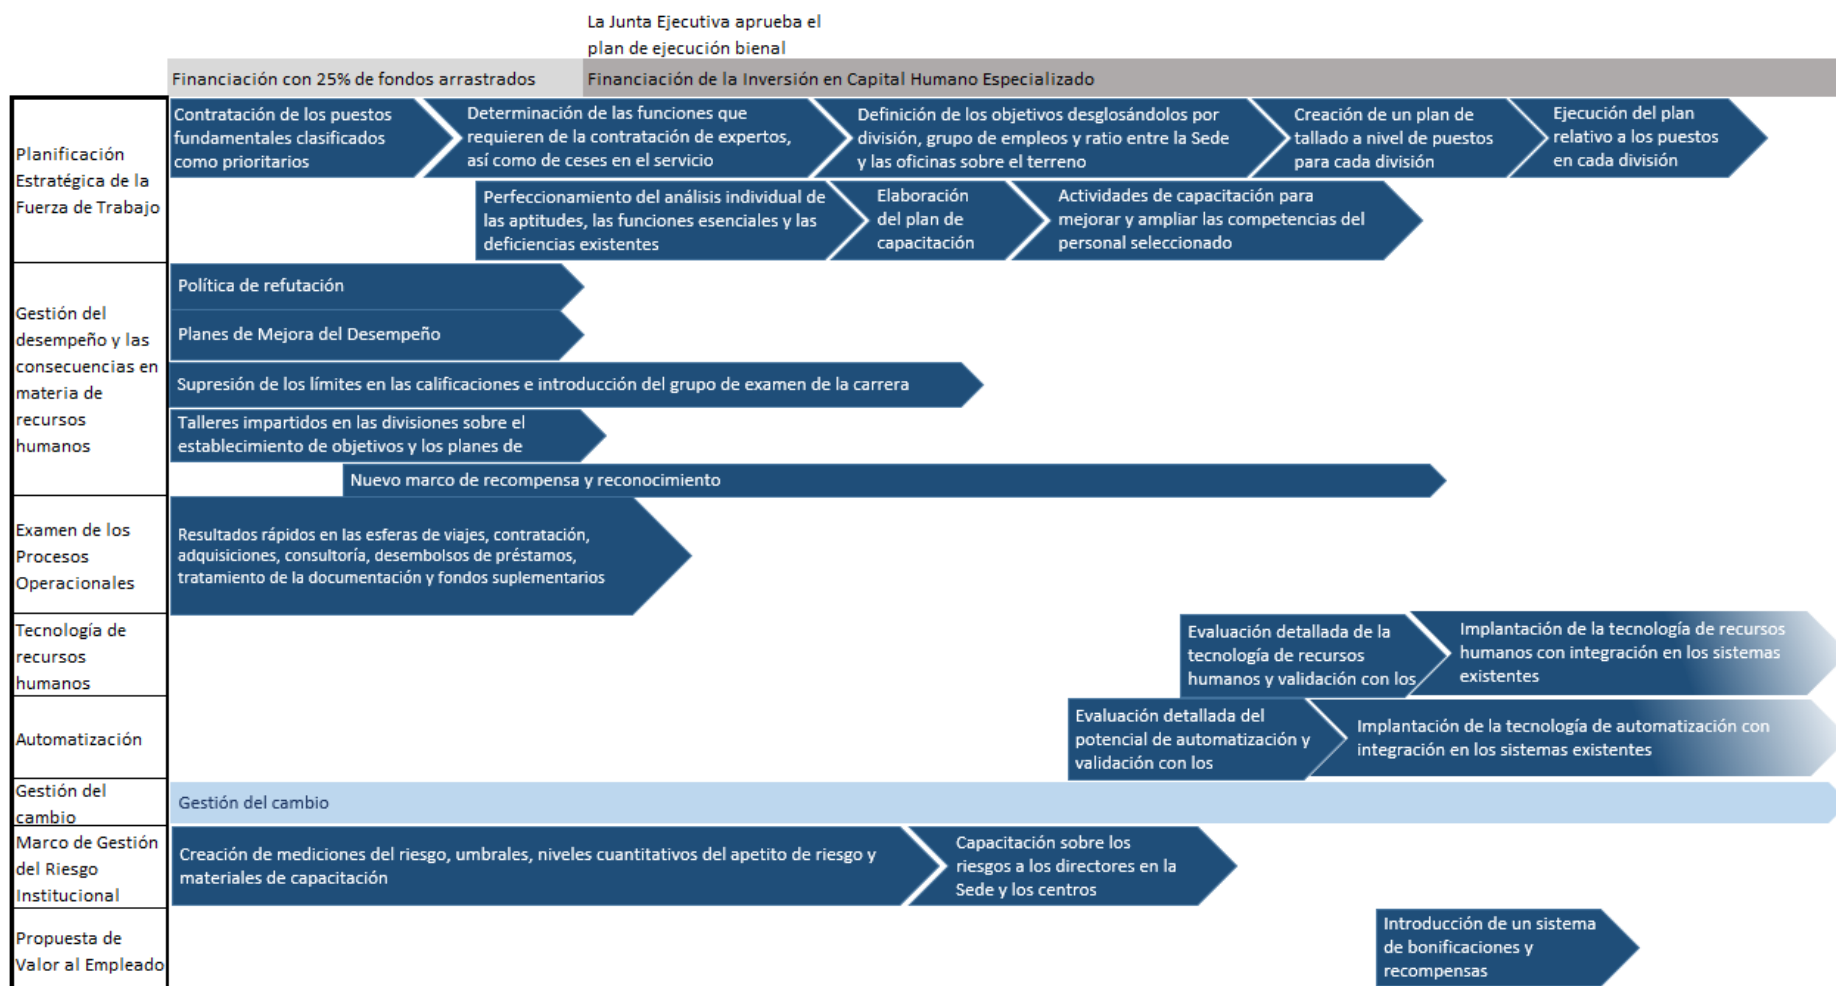 La Junta Ejecutiva aprueba el
plan de ejecución bienal
Financiación con 25% de fondos arrastrados
Financiación de la Inversión en Capital Humano Especializado
Planificación
Estratégica de la
Fuerza de Trabajo
Contratación de los puestos
fundamentales clasificados
como prioritarios
Determinación de las funciones que
requieren de la contratación de expertos,
así como de ceses en el servicio
Definición de los objetivos desglosándolos por
división, grupo de empleos y ratio entre la Sede
y las oficinas sobre el terreno
Creación de un plan de
tallado a nivel de puestos
para cada división
Ejecución del plan
relativo a los puestos
en cada división
Perfeccionamiento del análisis individual de
las aptitudes, las funciones esenciales y las
deficiencias existentes
Elaboración
del plan de
capacitación
Actividades de capacitación para
mejorar y ampliar las competencias del
personal seleccionado
Gestión del
desempeño y las
consecuencias en
materia de
recursos
humanos
Política de refutación
Planes de Mejora del Desempeño
Supresión de los límites en las calificaciones e introducción del grupo de examen de la carrera
Talleres impartidos en las divisiones sobre el
establecimiento de objetivos y los planes de
Nuevo marco de recompensa y reconocimiento
Examen de los
Procesos
Operacionales
Resultados rápidos en las esferas de viajes, contratación,
adquisiciones, consultoría, desembolsos de préstamos,
tratamiento de la documentación y fondos suplementarios
Tecnología de
recursos
humanos
Evaluación detallada de la
tecnología de recursos
humanos y validación con los
Implantación de la tecnología de recursos
humanos con integración en los sistemas
existentes
Automatización
Evaluación detallada del
potencial de automatización y
validación con los
Implantación de la tecnología de automatización con
integración en los sistemas existentes
Gestión del
cambio
Gestión del cambio
Marco de Gestión
del Riesgo
Institucional
Creación de mediciones del riesgo, umbrales, niveles cuantitativos del apetito de riesgo y
materiales de capacitación
Capacitación sobre los
riesgos a los directores en la
Sede y los centros
Propuesta de
Valor al Empleado
Introducción de un sistema
de bonificaciones y
recompensas